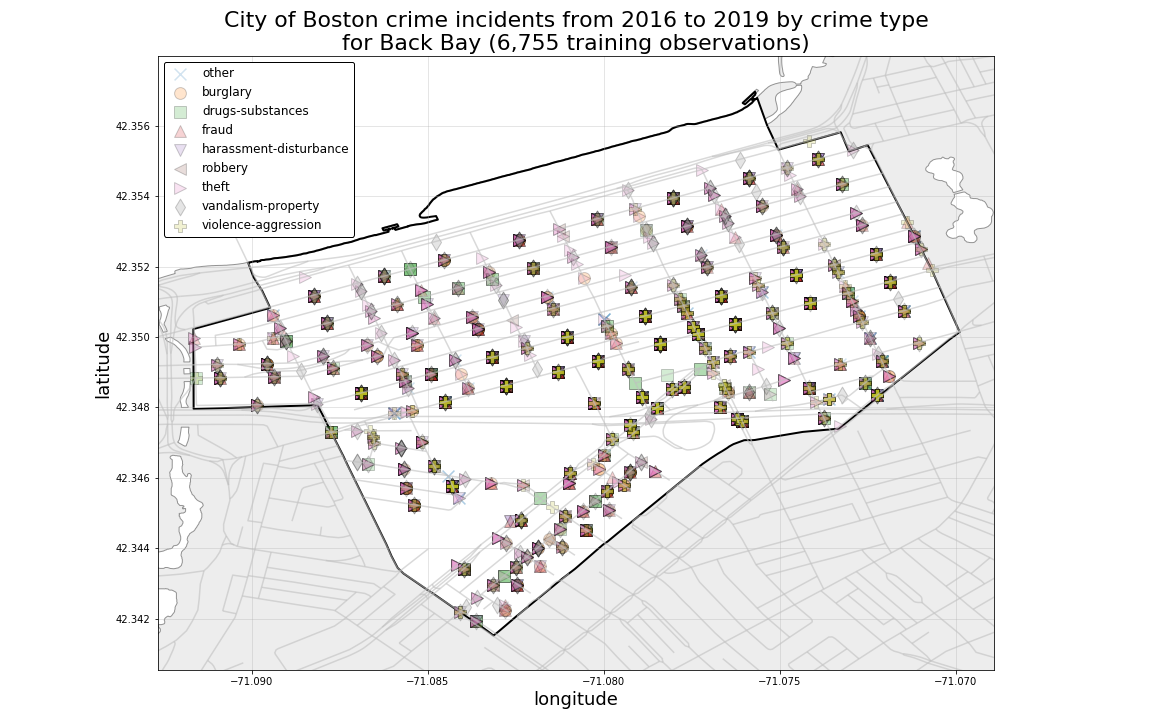 City of Boston crime incidents from 2016 to 2019 by crime type
for Back Bay (6,755 training observations)
other
burglary
drugs-substances
fraud
harassment-disturbance
robbery
theft
vandalism-property
violence-aggression
latitude
42.356
42.354
42.352
42.350
42.348
42.346
42.344
42.342
−71.090
−71.085
−71.080
−71.075
−71.070
longitude